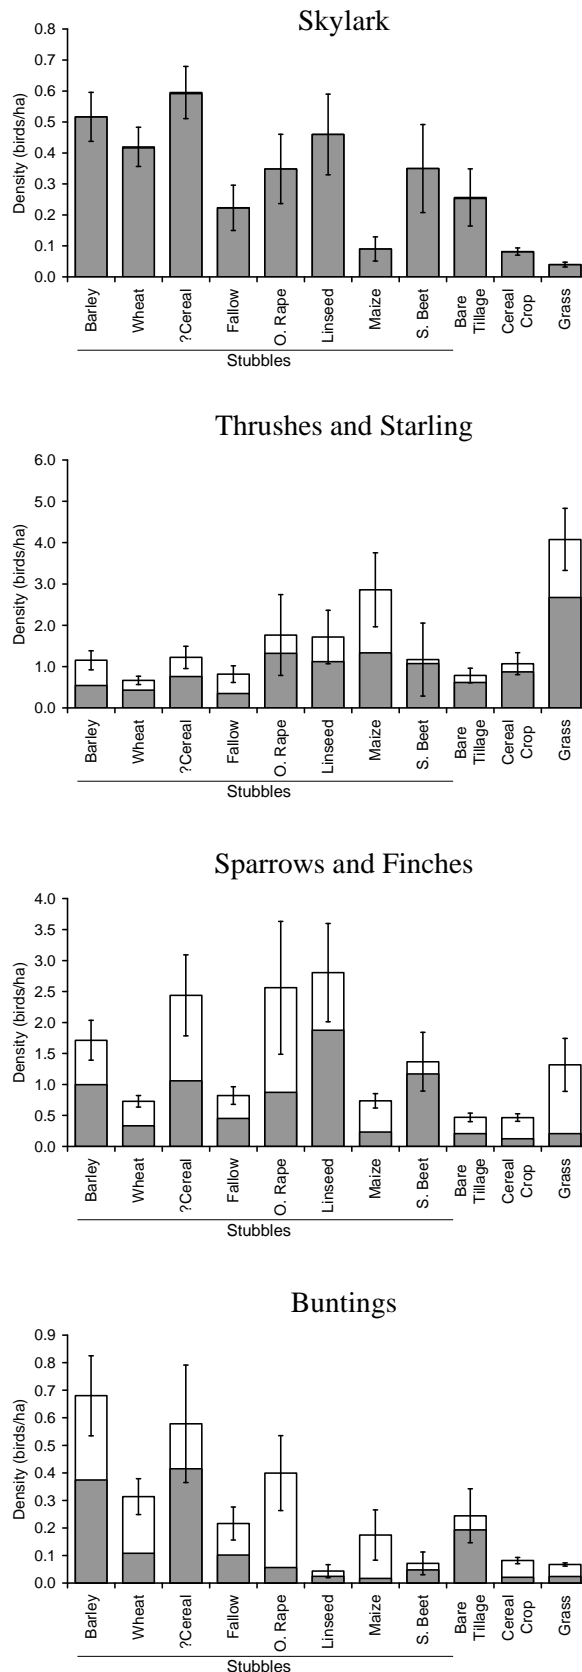 Skylark
Density (birds/ha)
0.8
0.7
0.6
0.5
0.4
0.3
0.2
0.1
0.0
Barley
Wheat
?Cereal
Fallow
O. Rape
Linseed
Maize
S. Beet
Bare
Tillage
Cereal
Crop
Grass
Stubbles
Thrushes and Starling
Density (birds/ha)
6.0
5.0
4.0
3.0
2.0
1.0
0.0
Barley
Wheat
?Cereal
Fallow
O. Rape
Linseed
Maize
S. Beet
Bare
Tillage
Cereal
Crop
Grass
Stubbles
Sparrows and Finches
Density (birds/ha)
4.0
3.5
3.0
2.5
2.0
1.5
1.0
0.5
0.0
Barley
Wheat
?Cereal
Fallow
O. Rape
Linseed
Maize
S. Beet
Bare
Tillage
Cereal
Crop
Grass
Stubbles
Buntings
Density (birds/ha)
0.9
0.8
0.7
0.6
0.5
0.4
0.3
0.2
0.1
0.0
Barley
Wheat
?Cereal
Fallow
O. Rape
Linseed
Maize
S. Beet
Bare
Tillage
Cereal
Crop
Grass
Stubbles